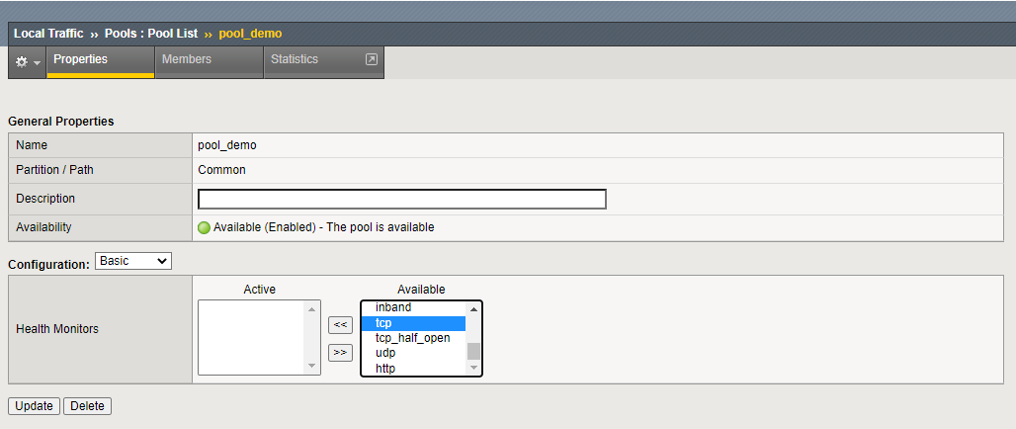 Local Traffic ›› Pools : Pool List ›› pool_demo
Properties Members Statistics
General Properties
Name pool_demo
Partition / Path Common
Description
Availability Available (Enabled) - The pool is available
Configuration: Basic
Active Available
Health Monitors
inband
<< tcp
tcp_half_open
>> udp
http
Update Delete